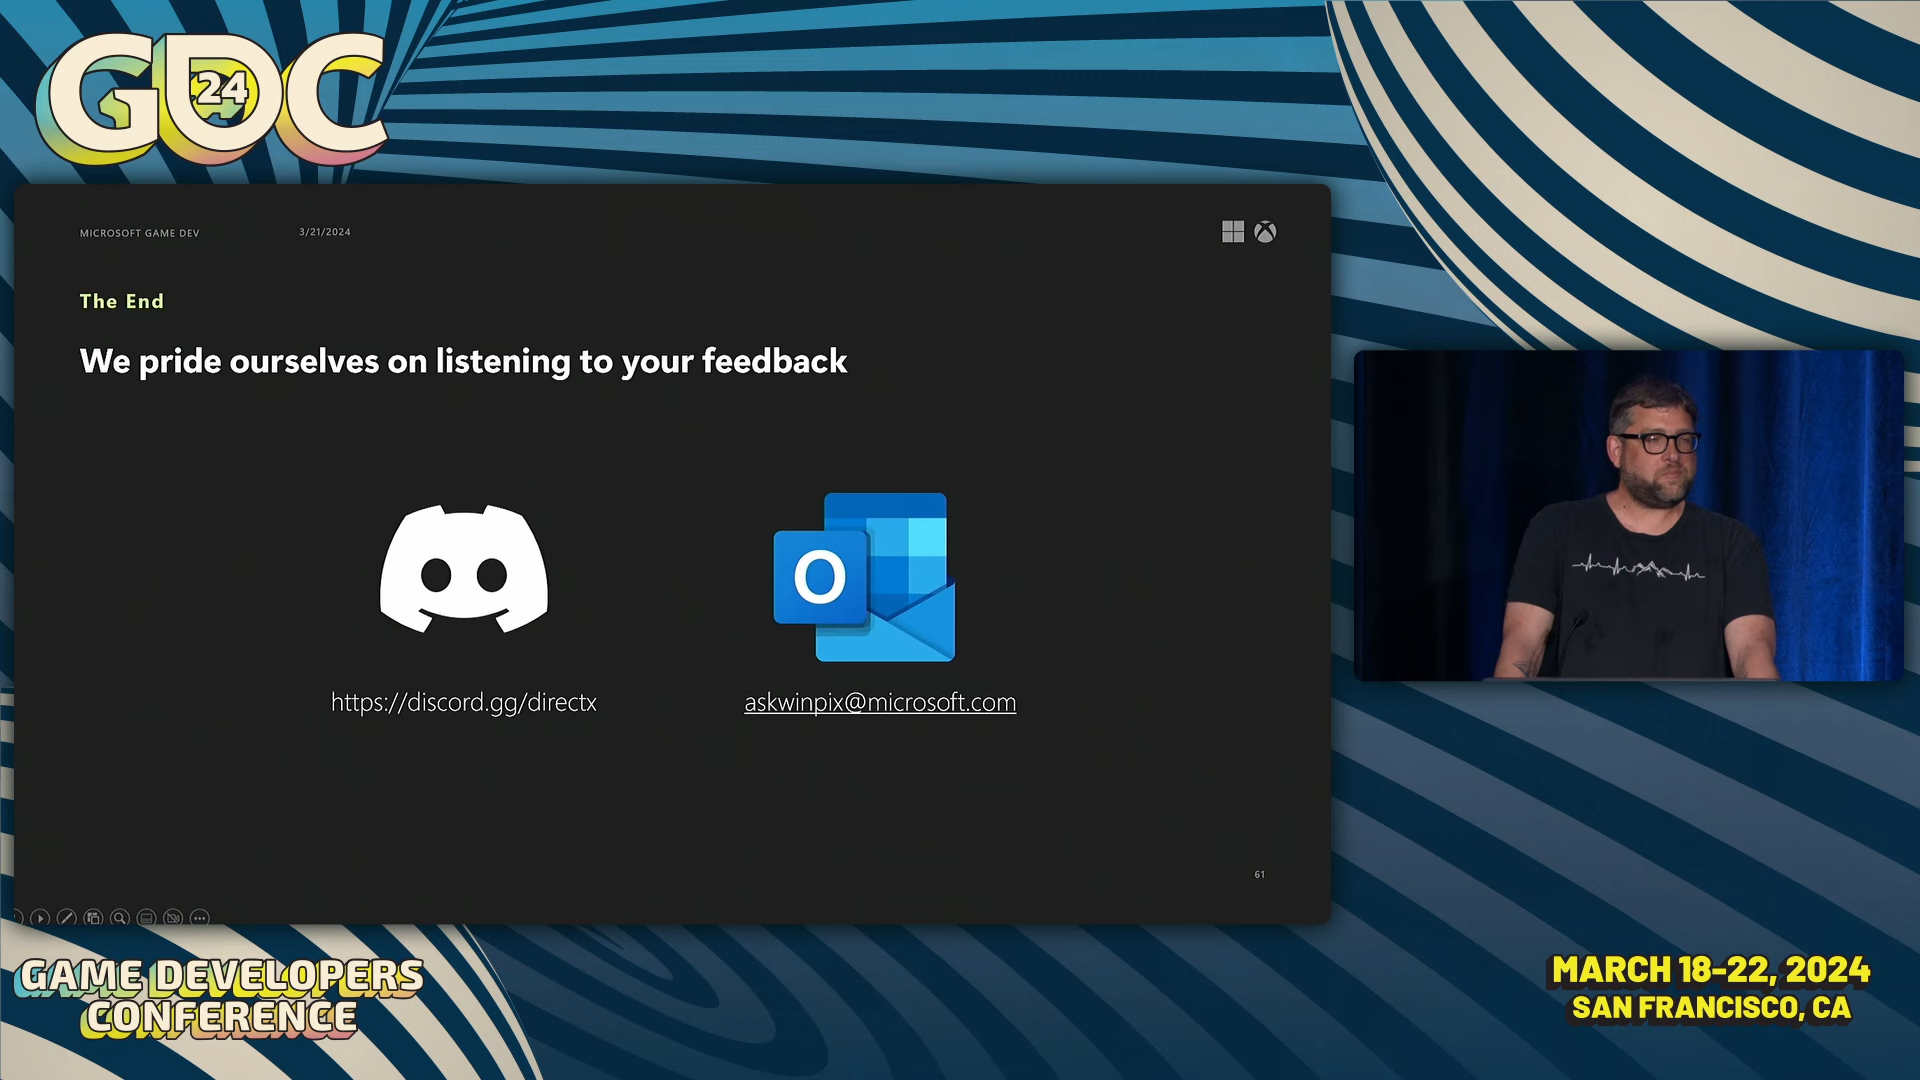 GDC
24
MICROSOFT GAME DEV 3/21/2024
The End
We pride ourselves on listening to your feedback
O
https://discord.gg/directx
askwinpix@microsoft.com
61
GAME DEVELOPERS
CONFERENCE
MARCH 18-22, 2024
SAN FRANCISCO, CA